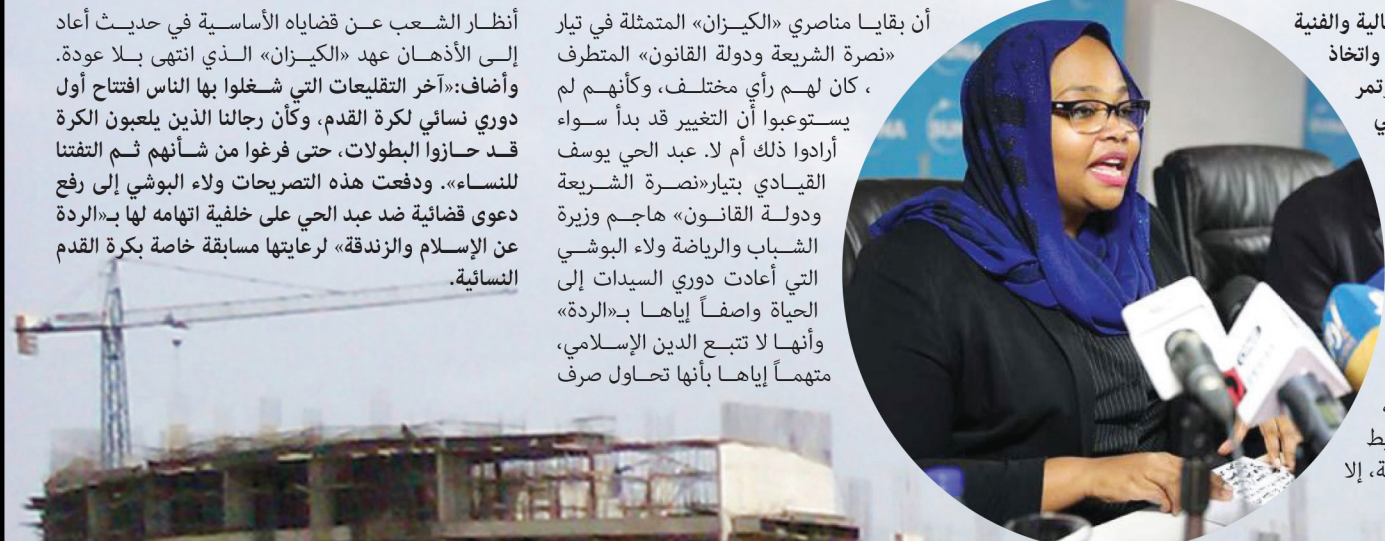 الية والفنية
واتخاذ
تمر
ي
بط
ة، إلا
أن بقايا مناصري «الكيزان» المتمثلة في تيار
«نصرة الشريعة ودولة القانون» المتطرف
، كان لهم رأي مختلف، وكأنهم لم
يستوعبوا أن التغيير قد بدأ سواء
أرادوا ذلك أم لا. عبد الحي يوسف
القيادي بتيار«نصرة الشريعة
ودولة القانون» هاجم وزيرة
الشباب والرياضة ولاء البوشي
التي أعادت دوري السيدات إلى
الحياة واصفاً إياها بـ«الردة»
وأنها لا تتبع الدين الإسلامي،
متهماً إياها بأنها تحاول صرف
أنظار الشعب عن قضاياه الأساسية في حديث أعاد
إلى الأذهان عهد «الكيزان» الذي انتهى بلا عودة.
وأضاف:«آخر التقليعات التي شغلوا بها الناس افتتاح أول
دوري نسائي لكرة القدم، وكأن رجالنا الذين يلعبون الكرة
قد حازوا البطولات، حتى فرغوا من شأنهم ثم التفتنا
للنساء». ودفعت هذه التصريحات ولاء البوشي إلى رفع
دعوى قضائية ضد عبد الحي على خلفية اتهامه لها بـ«الردة
عن الإسلام والزندقة» لرعايتها مسابقة خاصة بكرة القدم
النسائية.